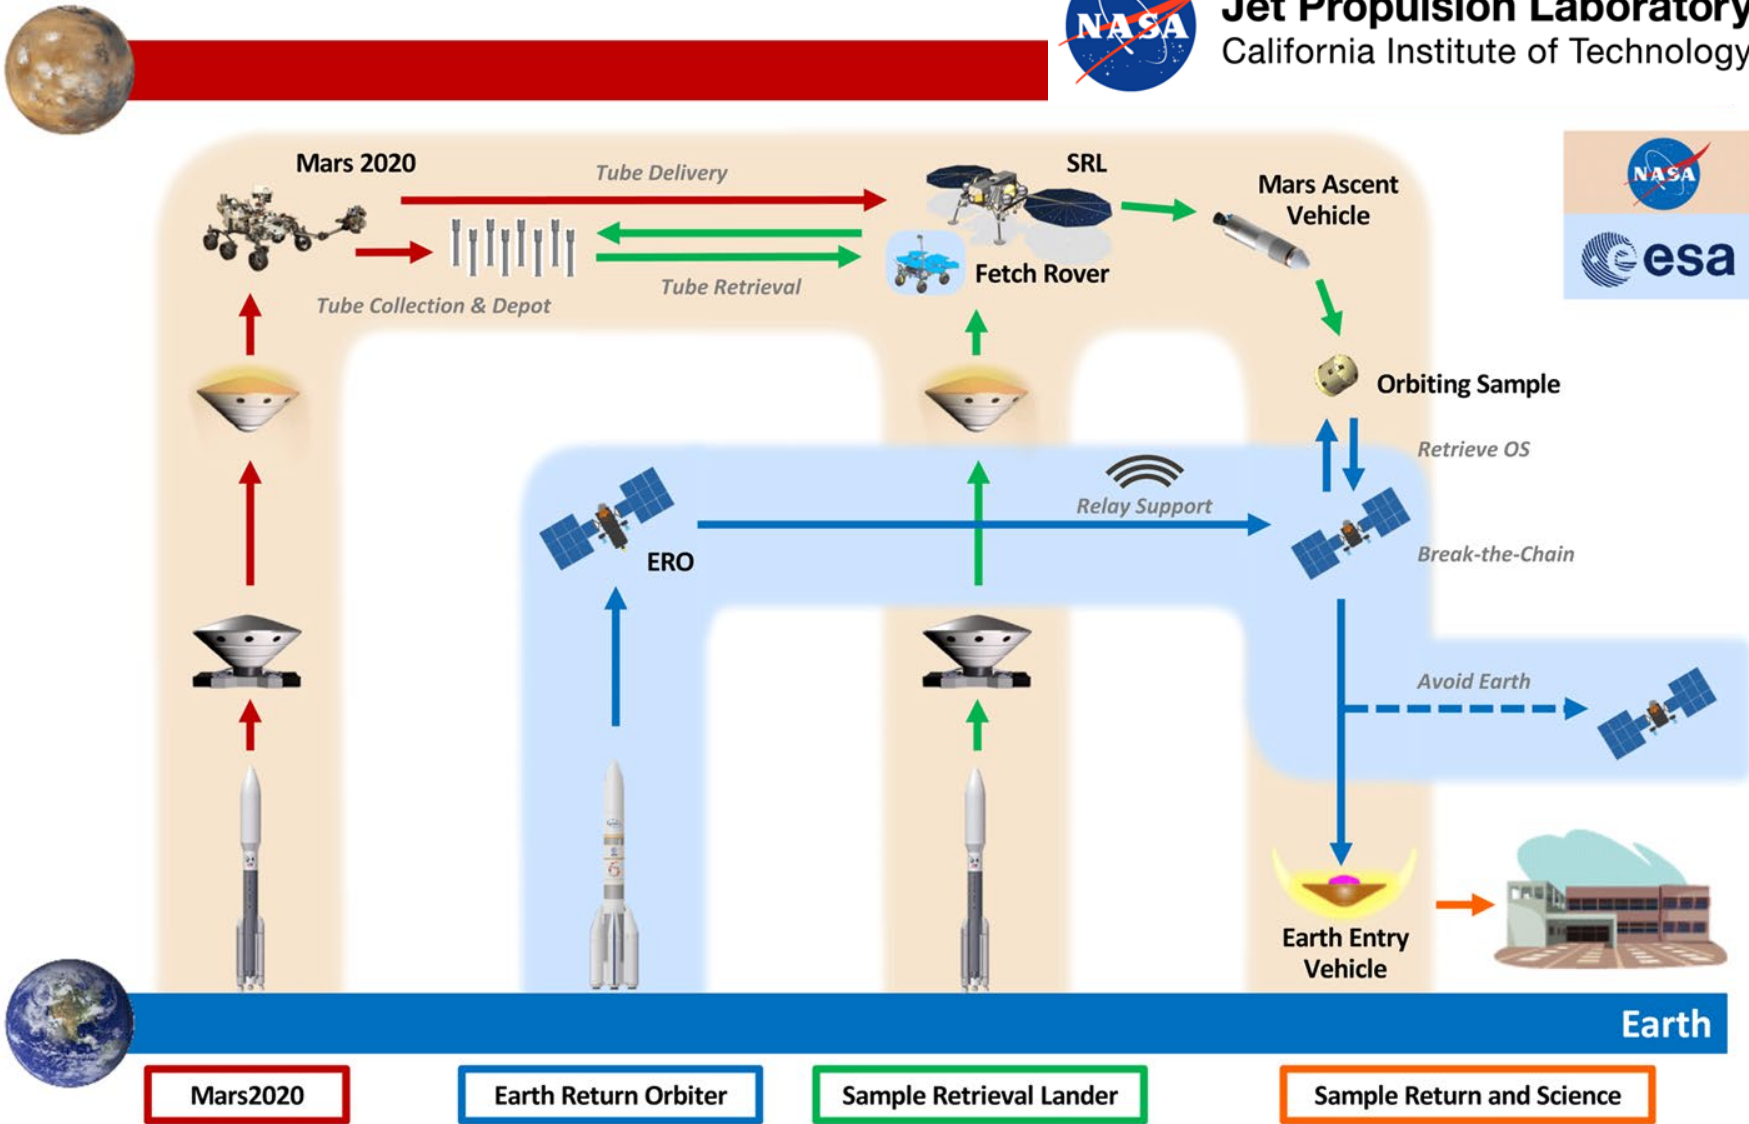 NASA
Jet Propulsion Laboratory
California Institute of Technology
Mars 2020
Tube Delivery
SRL
Mars Ascent
Vehicle
NASA
esa
Fetch Rover
Tube Retrieval
Tube Collection & Depot
Orbiting Sample
Retrieve OS
Relay Support
Break-the-Chain
ERO
Avoid Earth
Earth Entry
Vehicle
Earth
Mars2020
Earth Return Orbiter
Sample Retrieval Lander
Sample Return and Science